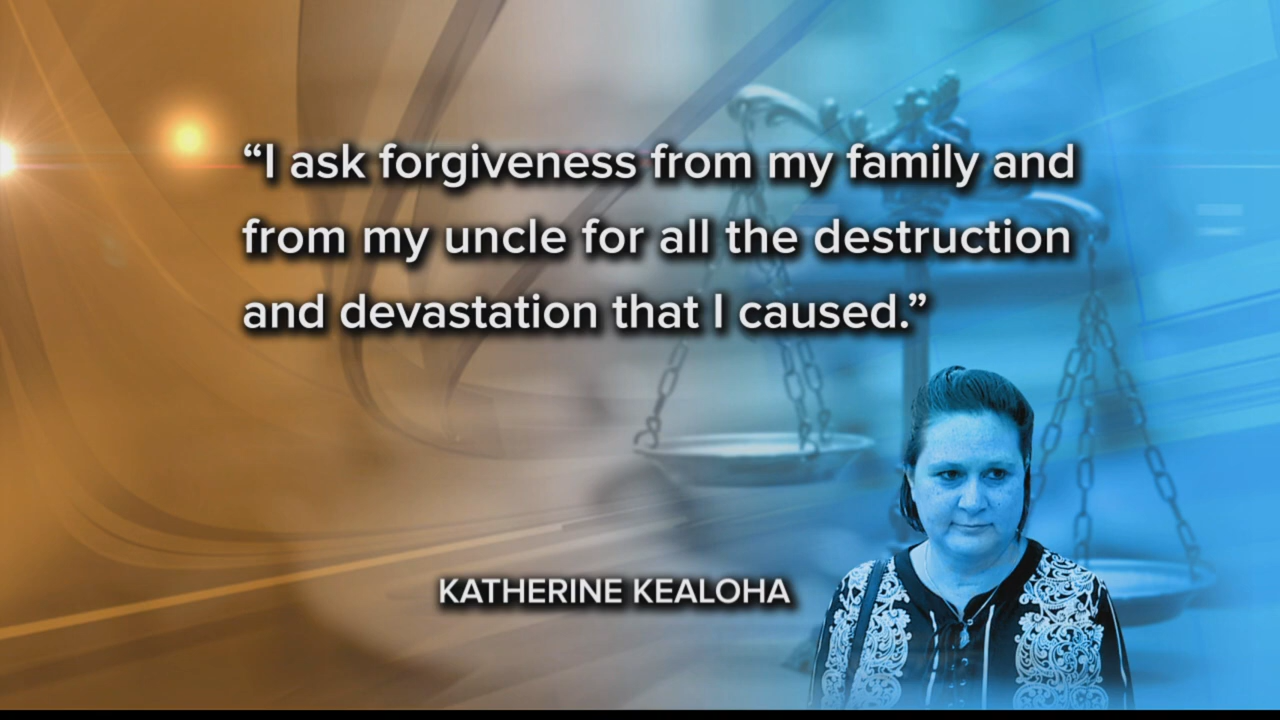 “I ask forgiveness from my family and
from my uncle for all the destruction
and devastation that I caused.”
KATHERINE KEALOHA